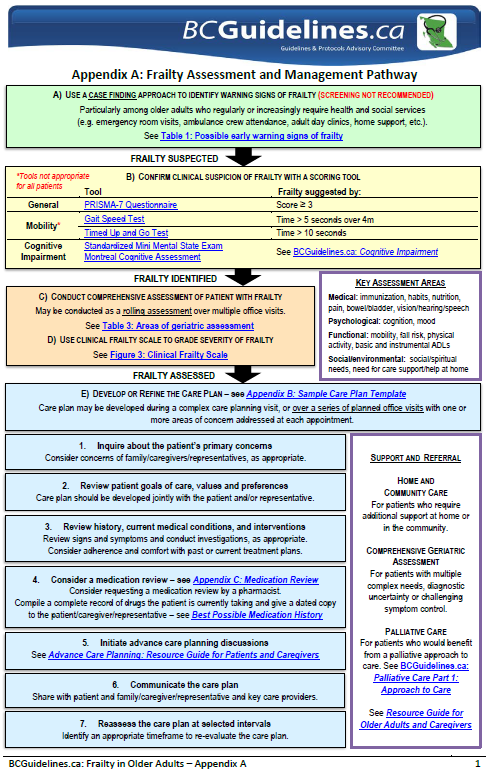 BCGuidelines.ca
Guidelines & Protocols Advisory Committee
Appendix A: Frailty Assessment and Management Pathway
A) USE A CASE FINDING APPROACH TO IDENTIFY WARNING SIGNS OF FRAILTY (SCREENING NOT RECOMMENDED)
Particularly among older adults who regularly or increasingly require health and social services
(e.g. emergency room visits, ambulance crew attendance, adult day clinics, home support, etc.).
See Table 1: Possible early warning signs of frailty
FRAILTY SUSPECTED
*Tools not appropriate
for all patients
B) CONFIRM CLINICAL SUSPICION OF FRAILTY WITH A SCORING TOOL
Tool Frailty suggested by:
General PRISMA-7 Questionnaire Score ≥ 3
Mobility* Gait Speed Test Time > 5 seconds over 4m
Timed Up and Go Test Time > 10 seconds
Cognitive Impairment Standardized Mini Mental State Exam
Montreal Cognitive Assessment See BCGuidelines.ca: Cognitive Impairment
FRAILTY IDENTIFIED
C) CONDUCT COMPREHENSIVE ASSESSMENT OF PATIENT WITH FRAILTY
May be conducted as a rolling assessment over multiple office visits.
See Table 3: Areas of geriatric assessment
D) USE CLINICAL FRAILTY SCALE TO GRADE SEVERITY OF FRAILTY
See Figure 3: Clinical Frailty Scale
KEY ASSESSMENT AREAS
Medical: immunization, habits, nutrition,
pain, bowel/bladder, vision/hearing/speech
Psychological: cognition, mood
Functional: mobility, fall risk, physical
activity, basic and instrumental ADLs
Social/environmental: social/spiritual
needs, need for care support/help at home
FRAILTY ASSESSED
E) DEVELOP OR REFINE THE CARE PLAN – see Appendix B: Sample Care Plan Template
Care plan may be developed during a complex care planning visit, or over a series of planned office visits with one or
more areas of concern addressed at each appointment.
1. Inquire about the patient's primary concerns
Consider concerns of family/caregivers/representatives, as appropriate.
2. Review patient goals of care, values and preferences
Care plan should be developed jointly with the patient and/or representative.
3. Review history, current medical conditions, and interventions
Review signs and symptoms and conduct investigations, as appropriate.
Consider adherence and comfort with past or current treatment plans.
4. Consider a medication review – see Appendix C: Medication Review
Consider requesting a medication review by a pharmacist.
Compile a complete record of drugs the patient is currently taking and give a dated copy
to the patient/caregiver/representative – see Best Possible Medication History
5. Initiate advance care planning discussions
See Advance Care Planning: Resource Guide for Patients and Caregivers
6. Communicate the care plan
Share with patient and family/caregiver/representative and key care providers.
7. Reassess the care plan at selected intervals
Identify an appropriate timeframe to re-evaluate the care plan.
SUPPORT AND REFERRAL
HOME AND
COMMUNITY CARE
For patients who require
additional support at home or
in the community.
COMPREHENSIVE GERIATRIC
ASSESSMENT
For patients with multiple
complex needs, diagnostic
uncertainty or challenging
symptom control.
PALLIATIVE CARE
For patients who would benefit
from a palliative approach to
care. See BCGuidelines.ca:
Palliative Care Part 1:
Approach to Care
See Resource Guide for
Older Adults and Caregivers
BCGuidelines.ca: Frailty in Older Adults – Appendix A 1